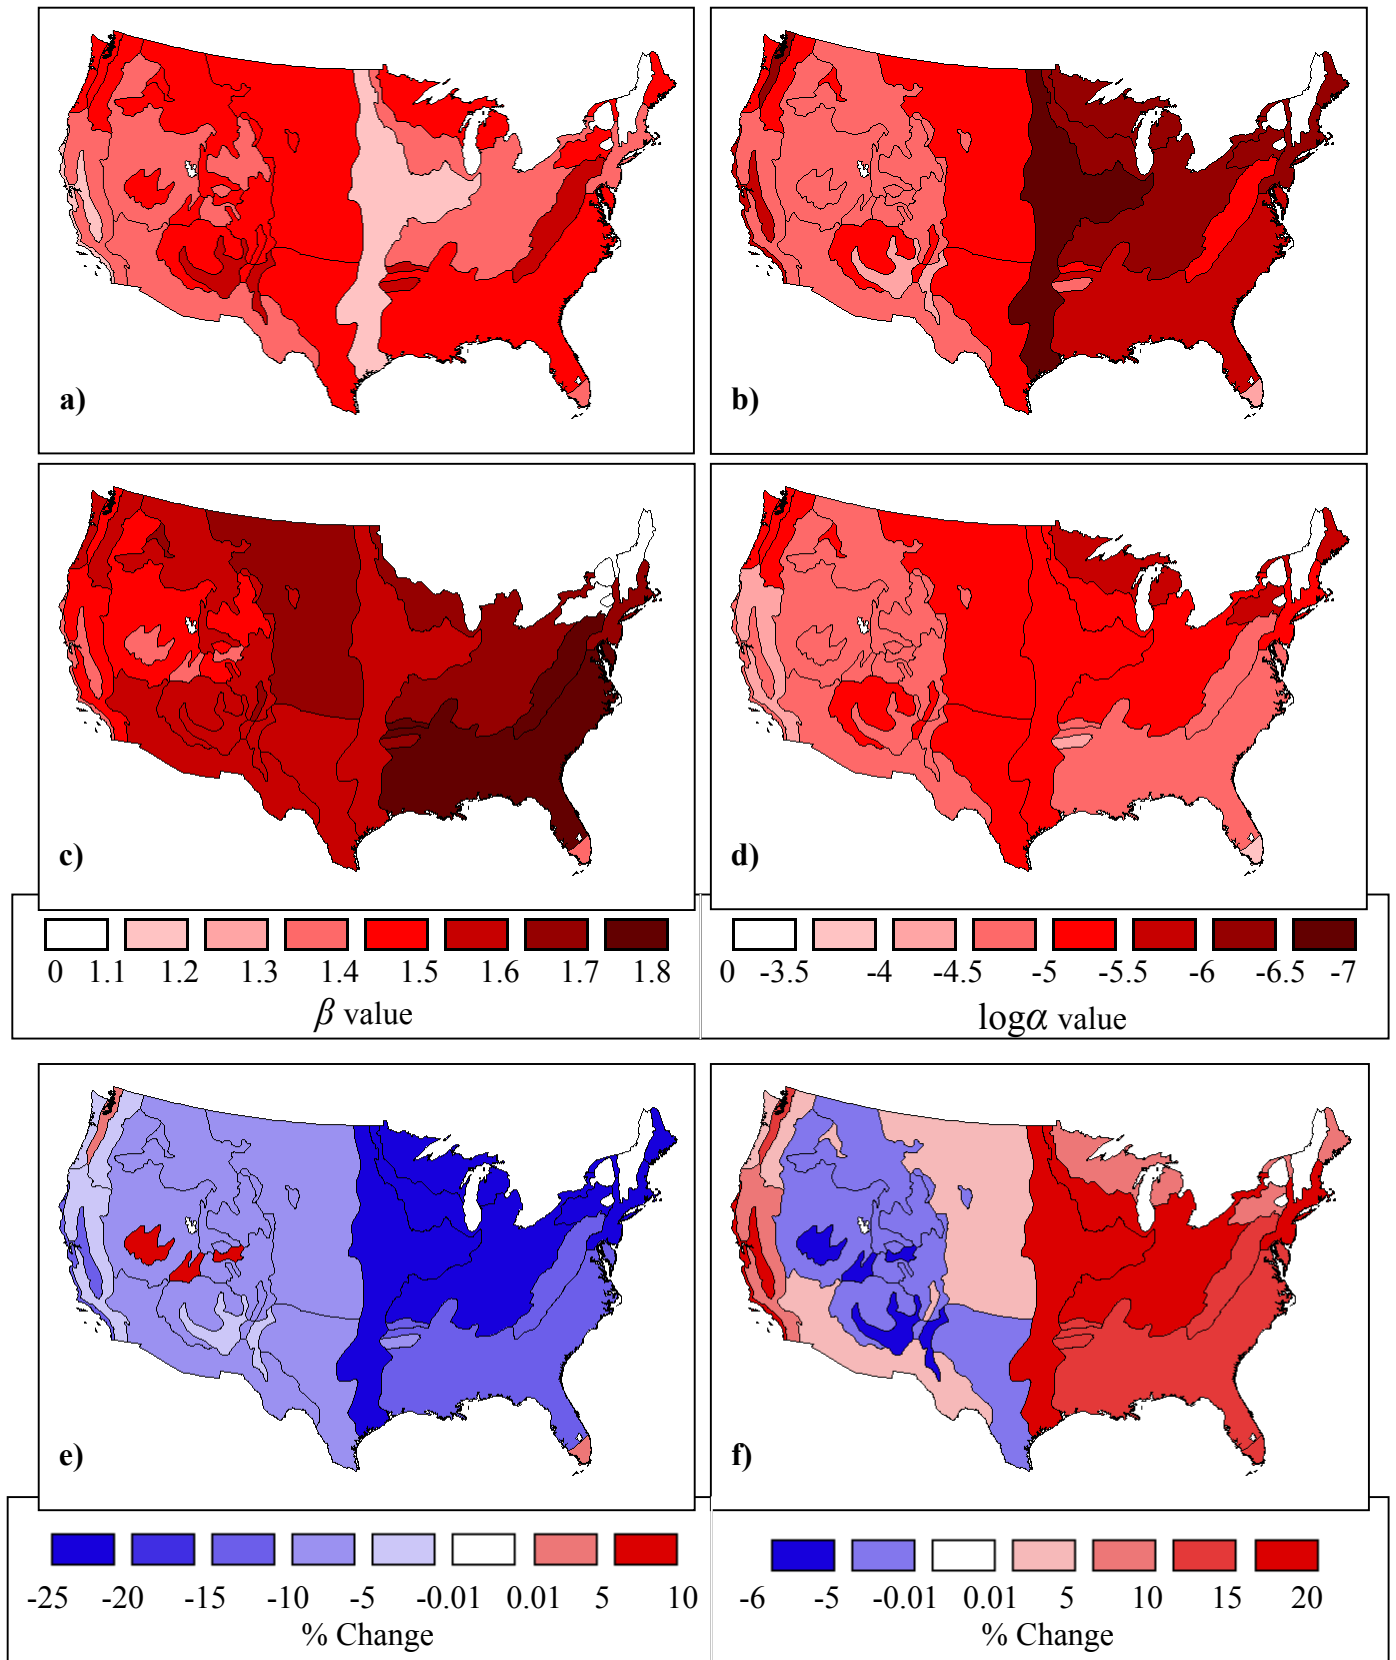 a) b)
c) d)
0 1.1 1.2 1.3 1.4 1.5 1.6 1.7 1.8
β value
0 -3.5 -4 -4.5 -5 -5.5 -6 -6.5 -7
logα value
e) f)
-25 -20 -15 -10 -5 -0.01 0.01 5 10
% Change
-6 -5 -0.01 0.01 5 10 15 20
% Change